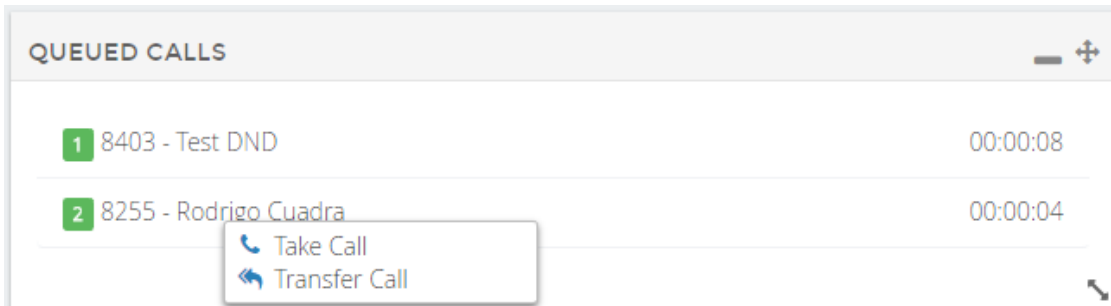 QUEUED CALLS
1 8403 - Test DND 00:00:08
2 8255 - Rodrigo Cuadra 00:00:04
Take Call
Transfer Call